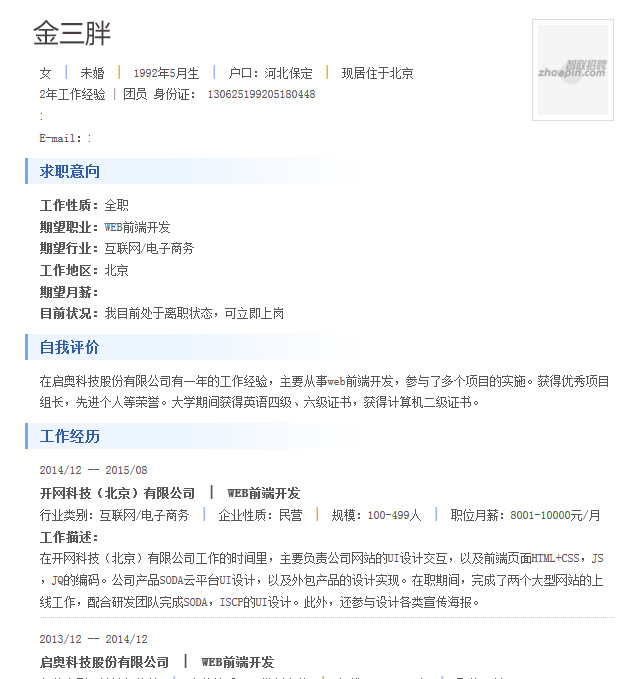 金三胖
智联招聘
zhaopin.com
女 | 未婚 | 1992年5月生 | 户口：河北保定 | 现居住于北京
2年工作经验 | 团员 身份证： 130625199205180448
:
E-mail：:
求职意向
工作性质：全职
期望职业：WEB前端开发
期望行业：互联网/电子商务
工作地区：北京
期望月薪：
目前状况：我目前处于离职状态，可立即上岗
自我评价
在启奥科技股份有限公司有一年的工作经验，主要从事web前端开发，参与了多个项目的实施。获得优秀项目
组长，先进个人等荣誉。大学期间获得英语四级、六级证书，获得计算机二级证书。
工作经历
2014/12 -- 2015/08
开网科技（北京）有限公司 | WEB前端开发
行业类别：互联网/电子商务 | 企业性质：民营 | 规模：100-499人 | 职位月薪：8001-10000元/月
工作描述：
在开网科技（北京）有限公司工作的时间里，主要负责公司网站的UI设计交互，以及前端页面HTML+CSS，JS
，JQ的编码。公司产品SODA云平台UI设计，以及外包产品的设计实现。在职期间，完成了两个大型网站的上
线工作，配合研发团队完成SODA，ISCP的UI设计。此外，还参与设计各类宣传海报。
2013/12 -- 2014/12
启奥科技股份有限公司 | WEB前端开发